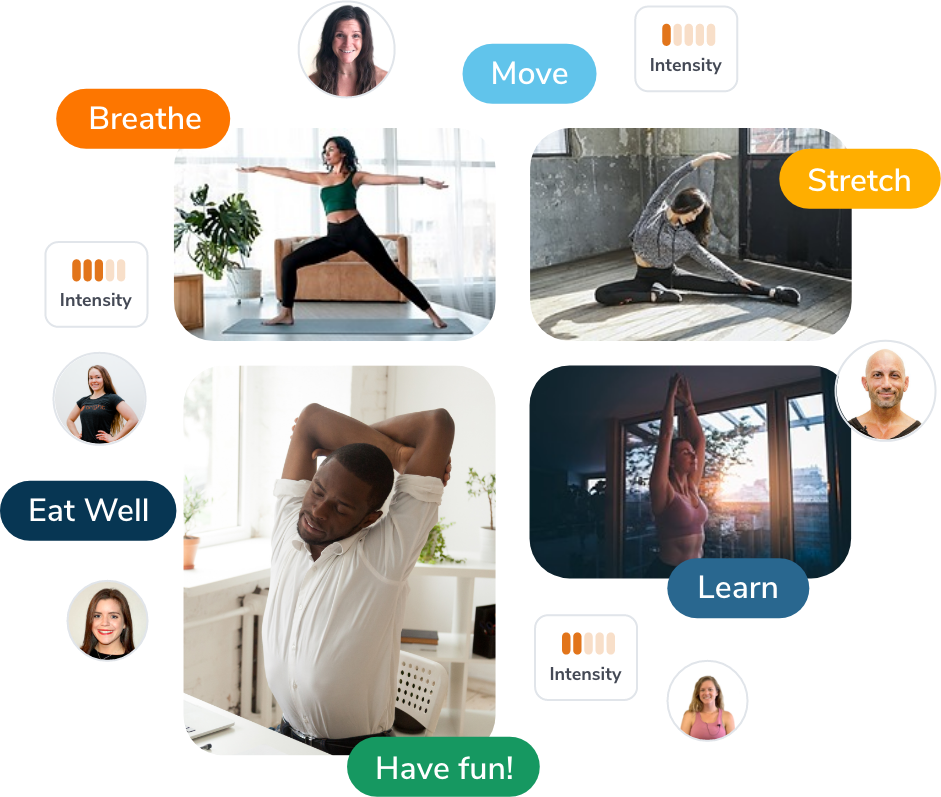 Move
Intensity
Breathe
Stretch
Intensity
Eat Well
Learn
Intensity
Have fun!